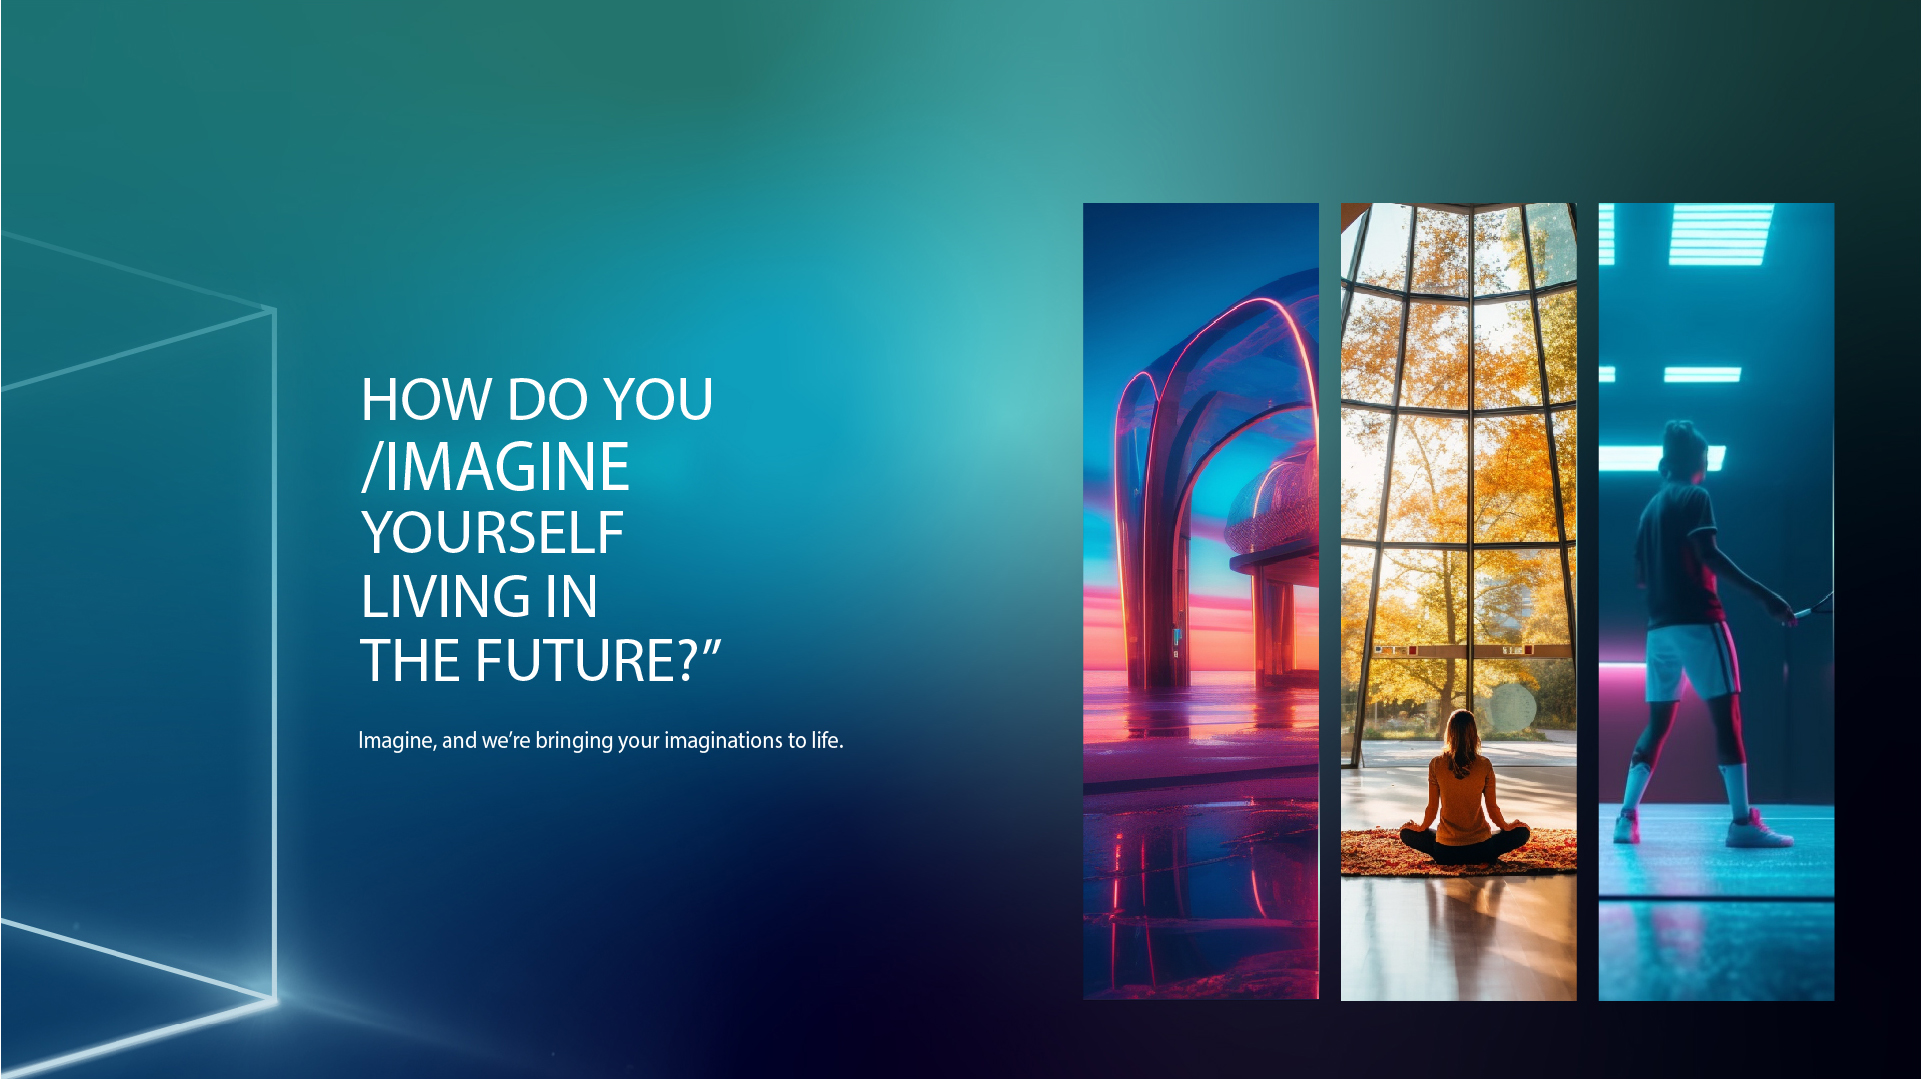 HOW DO YOU
/IMAGINE
YOURSELF
LIVING IN
THE FUTURE?”
Imagine, and we’re bringing your imaginations to life.